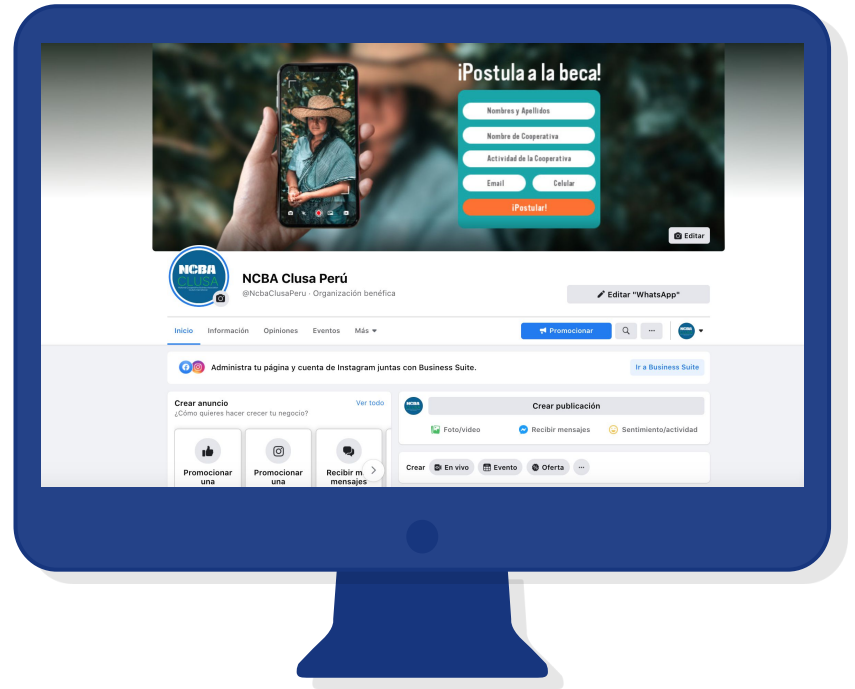 ¡Postula a la beca!
Nombres y Apellidos
Nombre de Cooperativa
Actividad de la Cooperativa
Email
Celular
¡Postular!
Editar
NCBA
CLUSA
NCBA Clusa Perú
@NcbaClusaPeru · Organización benéfica
Editar "WhatsApp"
Inicio
Información
Opiniones
Eventos
Más
Promocionar
Administra tu página y cuenta de Instagram juntas con Business Suite.
Ir a Business Suite
Crear anuncio
Ver todo
¿Cómo quieres hacer crecer tu negocio?
Promocionar
una
Promocionar
una
Recibir m...
mensajes
Crear publicación
Foto/video
Recibir mensajes
Sentimiento/actividad
Crear
En vivo
Evento
Oferta